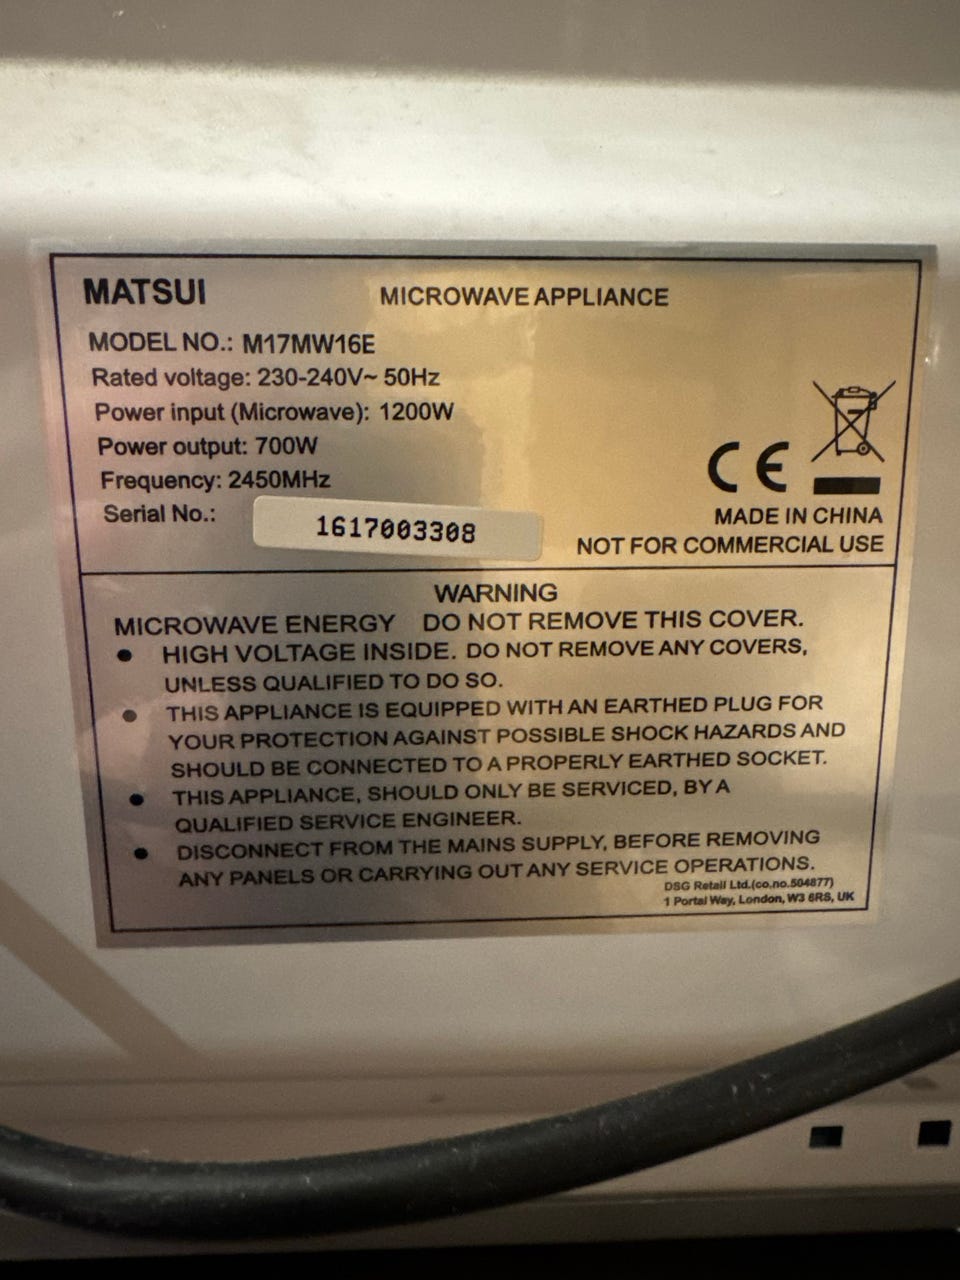 MATSUI MICROWAVE APPLIANCE
MODEL NO.: M17MW16E
Rated voltage: 230-240V~ 50Hz
Power input (Microwave): 1200W
Power output: 700W
Frequency: 2450MHz
Serial No.: 1617003308
CE
MADE IN CHINA
NOT FOR COMMERCIAL USE
WARNING
MICROWAVE ENERGY DO NOT REMOVE THIS COVER.
● HIGH VOLTAGE INSIDE. DO NOT REMOVE ANY COVERS,
UNLESS QUALIFIED TO DO SO.
● THIS APPLIANCE IS EQUIPPED WITH AN EARTHED PLUG FOR
YOUR PROTECTION AGAINST POSSIBLE SHOCK HAZARDS AND
SHOULD BE CONNECTED TO A PROPERLY EARTHED SOCKET.
● THIS APPLIANCE, SHOULD ONLY BE SERVICED, BY A
QUALIFIED SERVICE ENGINEER.
● DISCONNECT FROM THE MAINS SUPPLY, BEFORE REMOVING
ANY PANELS OR CARRYING OUT ANY SERVICE OPERATIONS.
DSG Retail Ltd.(co.no.504877)
1 Portal Way, London, W3 6RS, UK